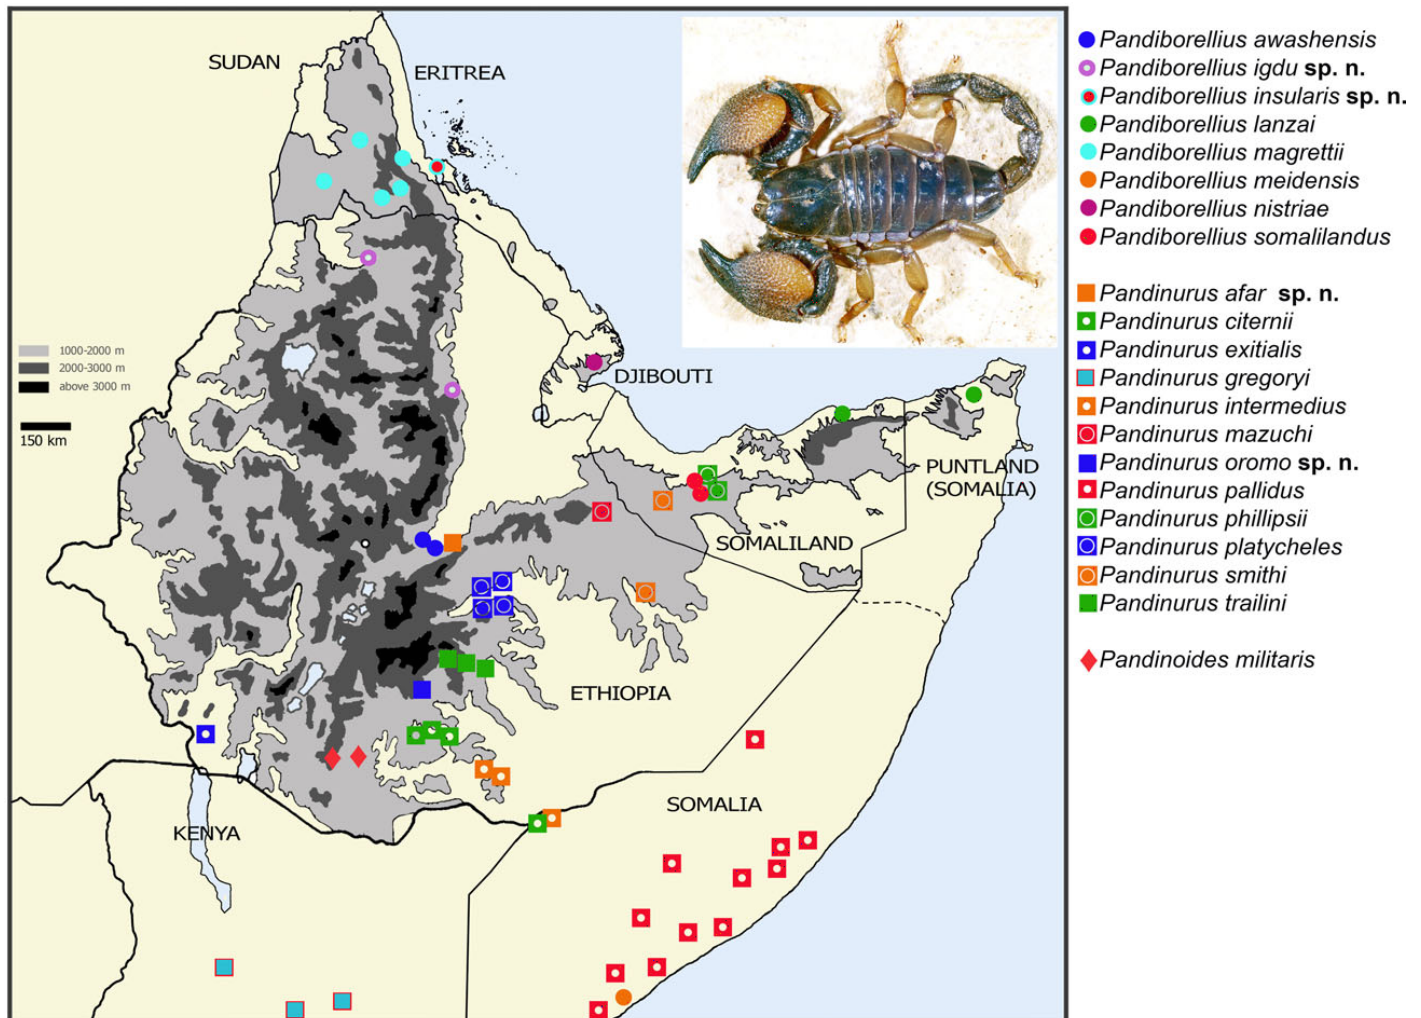 SUDAN
ERITREA
DJIBOUTI
1000-2000 m
2000-3000 m
above 3000 m
150 km
PUNTLAND
(SOMALIA)
SOMALILAND
ETHIOPIA
SOMALIA
KENYA
Pandiborellius awashensis
Pandiborellius igdu sp. n.
Pandiborellius insularis sp. n.
Pandiborellius lanzai
Pandiborellius magrettii
Pandiborellius meidensis
Pandiborellius nistriae
Pandiborellius somalilandus
Pandinurus afar sp. n.
Pandinurus citernii
Pandinurus exitialis
Pandinurus gregoryi
Pandinurus intermedius
Pandinurus mazuchi
Pandinurus oromo sp. n.
Pandinurus pallidus
Pandinurus phillipsii
Pandinurus platycheles
Pandinurus smithi
Pandinurus trailini
Pandinoides militaris